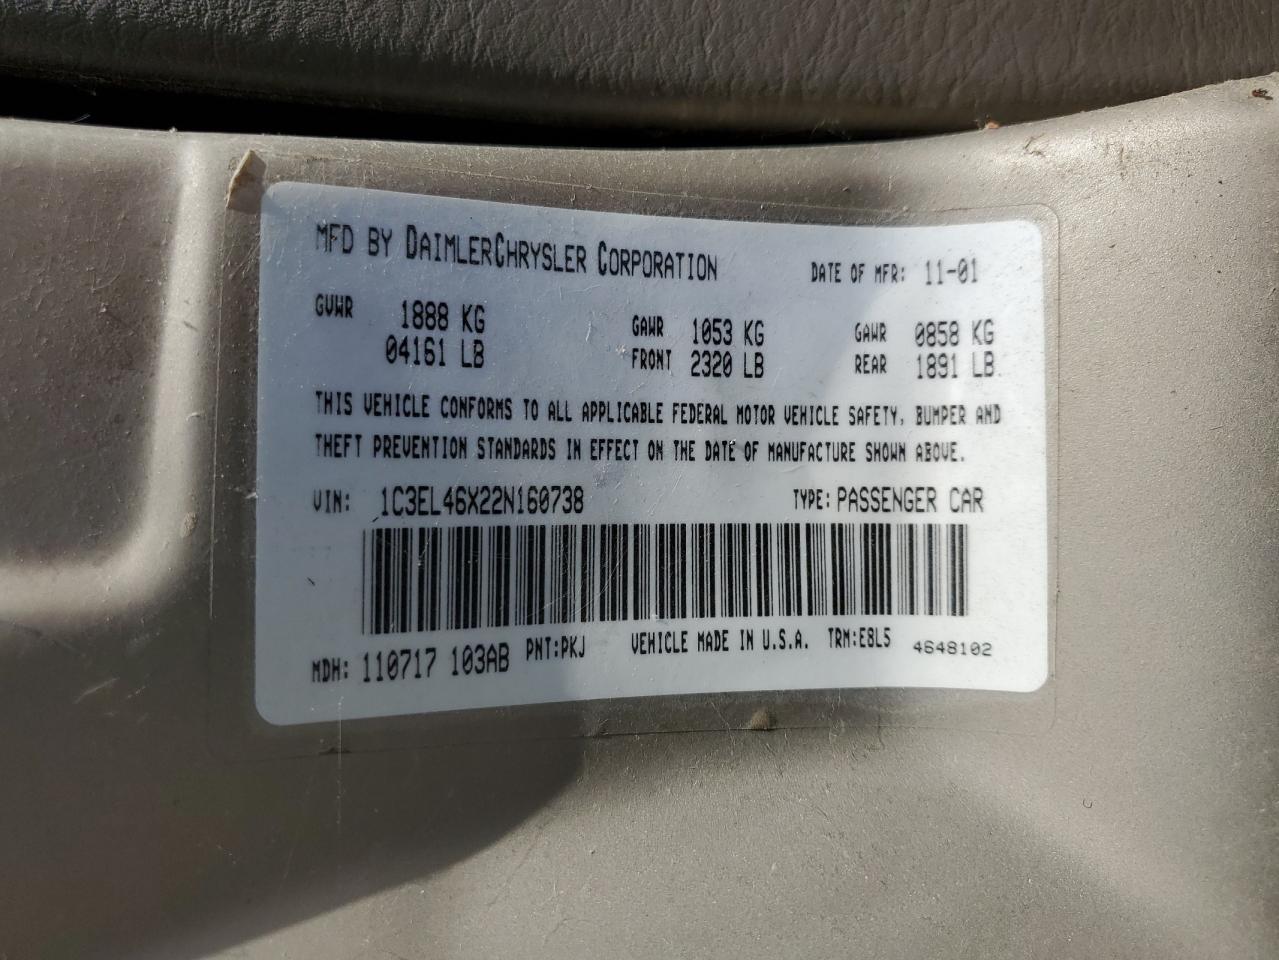 MFD BY DAIMLERCHRYSLER CORPORATION DATE OF MFR: 11-01
GVWR 1888 KG GAWR 1053 KG GAWR 0858 KG
04161 LB FRONT 2320 LB REAR 1891 LB.
THIS VEHICLE CONFORMS TO ALL APPLICABLE FEDERAL MOTOR VEHICLE SAFETY, BUMPER AND
THEFT PREVENTION STANDARDS IN EFFECT ON THE DATE OF MANUFACTURE SHOWN ABOVE.
VIN: 1C3EL46X22N160738 TYPE: PASSENGER CAR
MDH: 110717 103AB PNT:PKJ VEHICLE MADE IN U.S.A. TRM:E8L5 4648102